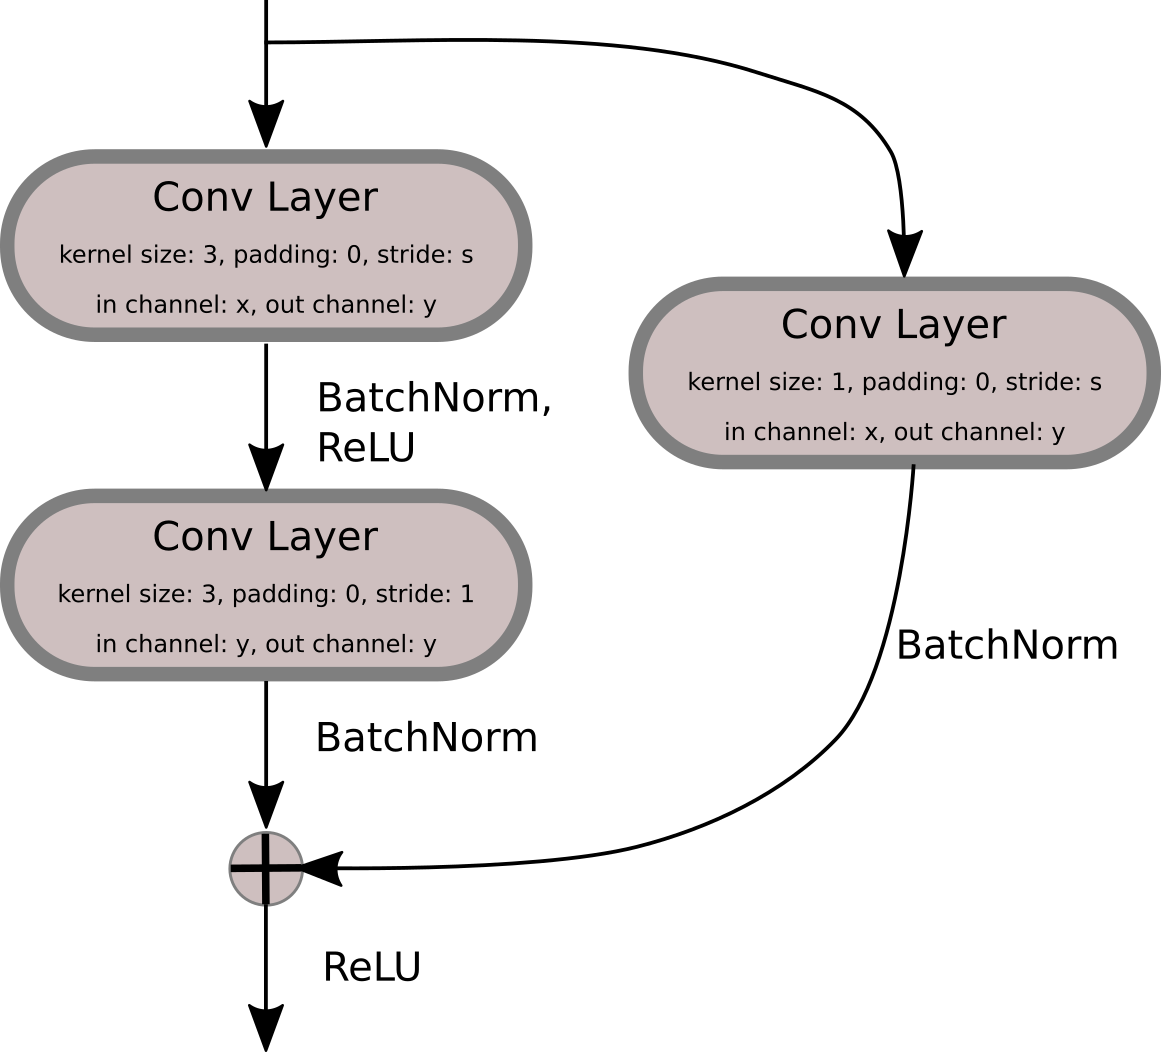 Conv Layer
kernel size: 3, padding: 0, stride: s
in channel: x, out channel: y
Conv Layer
kernel size: 1, padding: 0, stride: s
in channel: x, out channel: y
BatchNorm,
ReLU
Conv Layer
kernel size: 3, padding: 0, stride: 1
in channel: y, out channel: y
BatchNorm
BatchNorm
ReLU